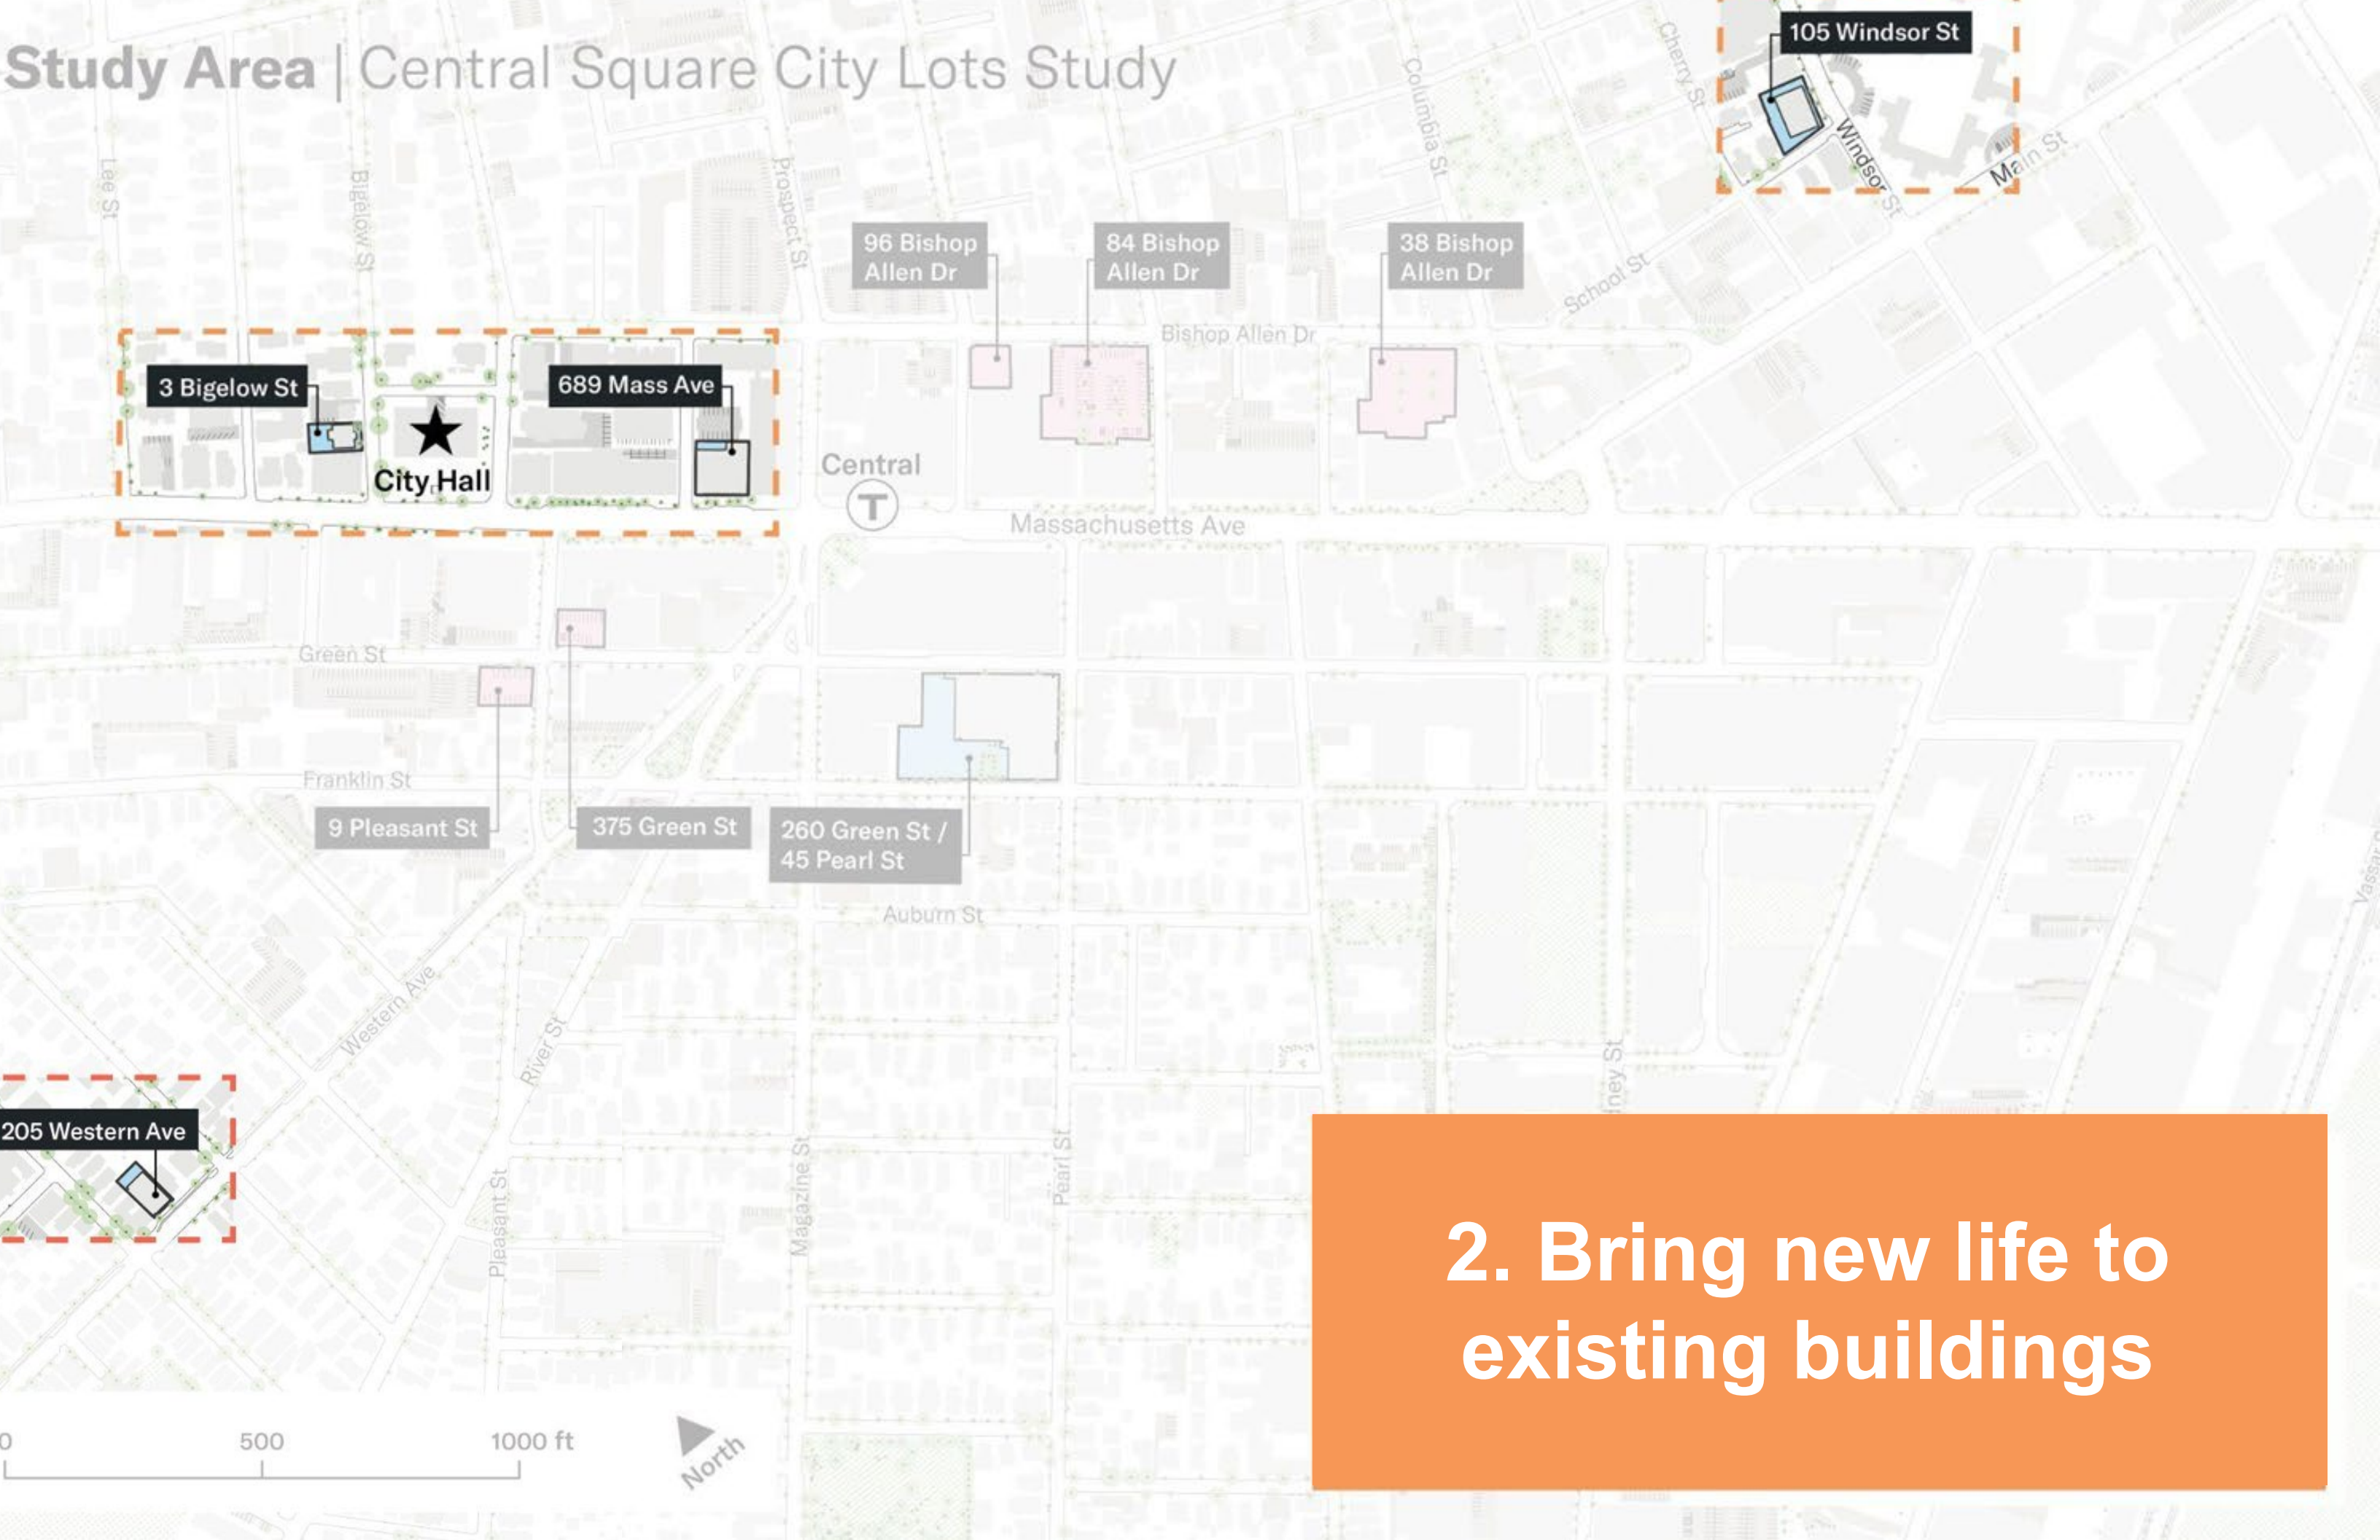 105 Windsor St
Study Area | Central Square City Lots Study
Cherry St
Columbia St
Windsor St
Main St
Lee St
Bigelow St
Prospect St
96 Bishop
Allen Dr
84 Bishop
Allen Dr
38 Bishop
Allen Dr
School St
Bishop Allen Dr
3 Bigelow St
689 Mass Ave
City Hall
Central
T
Massachusetts Ave
Green St
Franklin St
9 Pleasant St
375 Green St
260 Green St /
45 Pearl St
Auburn St
Western Ave
River St
205 Western Ave
Pleasant St
Magazine St
Pearl St
2. Bring new life to
existing buildings
0
500
1000 ft
North